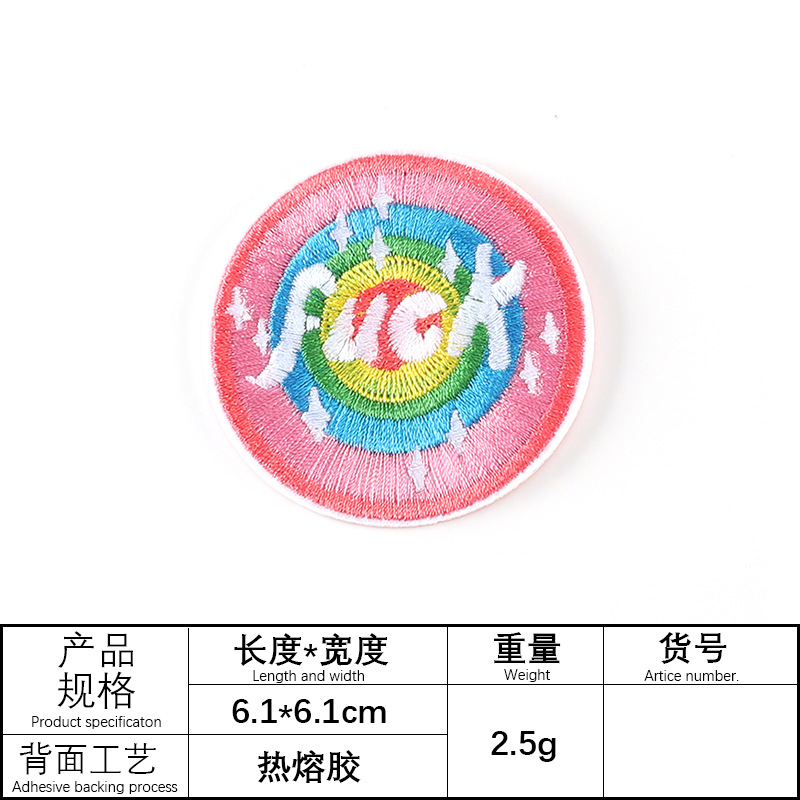 fuck
产品
规格
Product specificaton
长度*宽度
Length and width
重量
Weight
货号
Artice number.
6.1*6.1cm
2.5g
背面工艺
Adhesive backing process
热熔胶